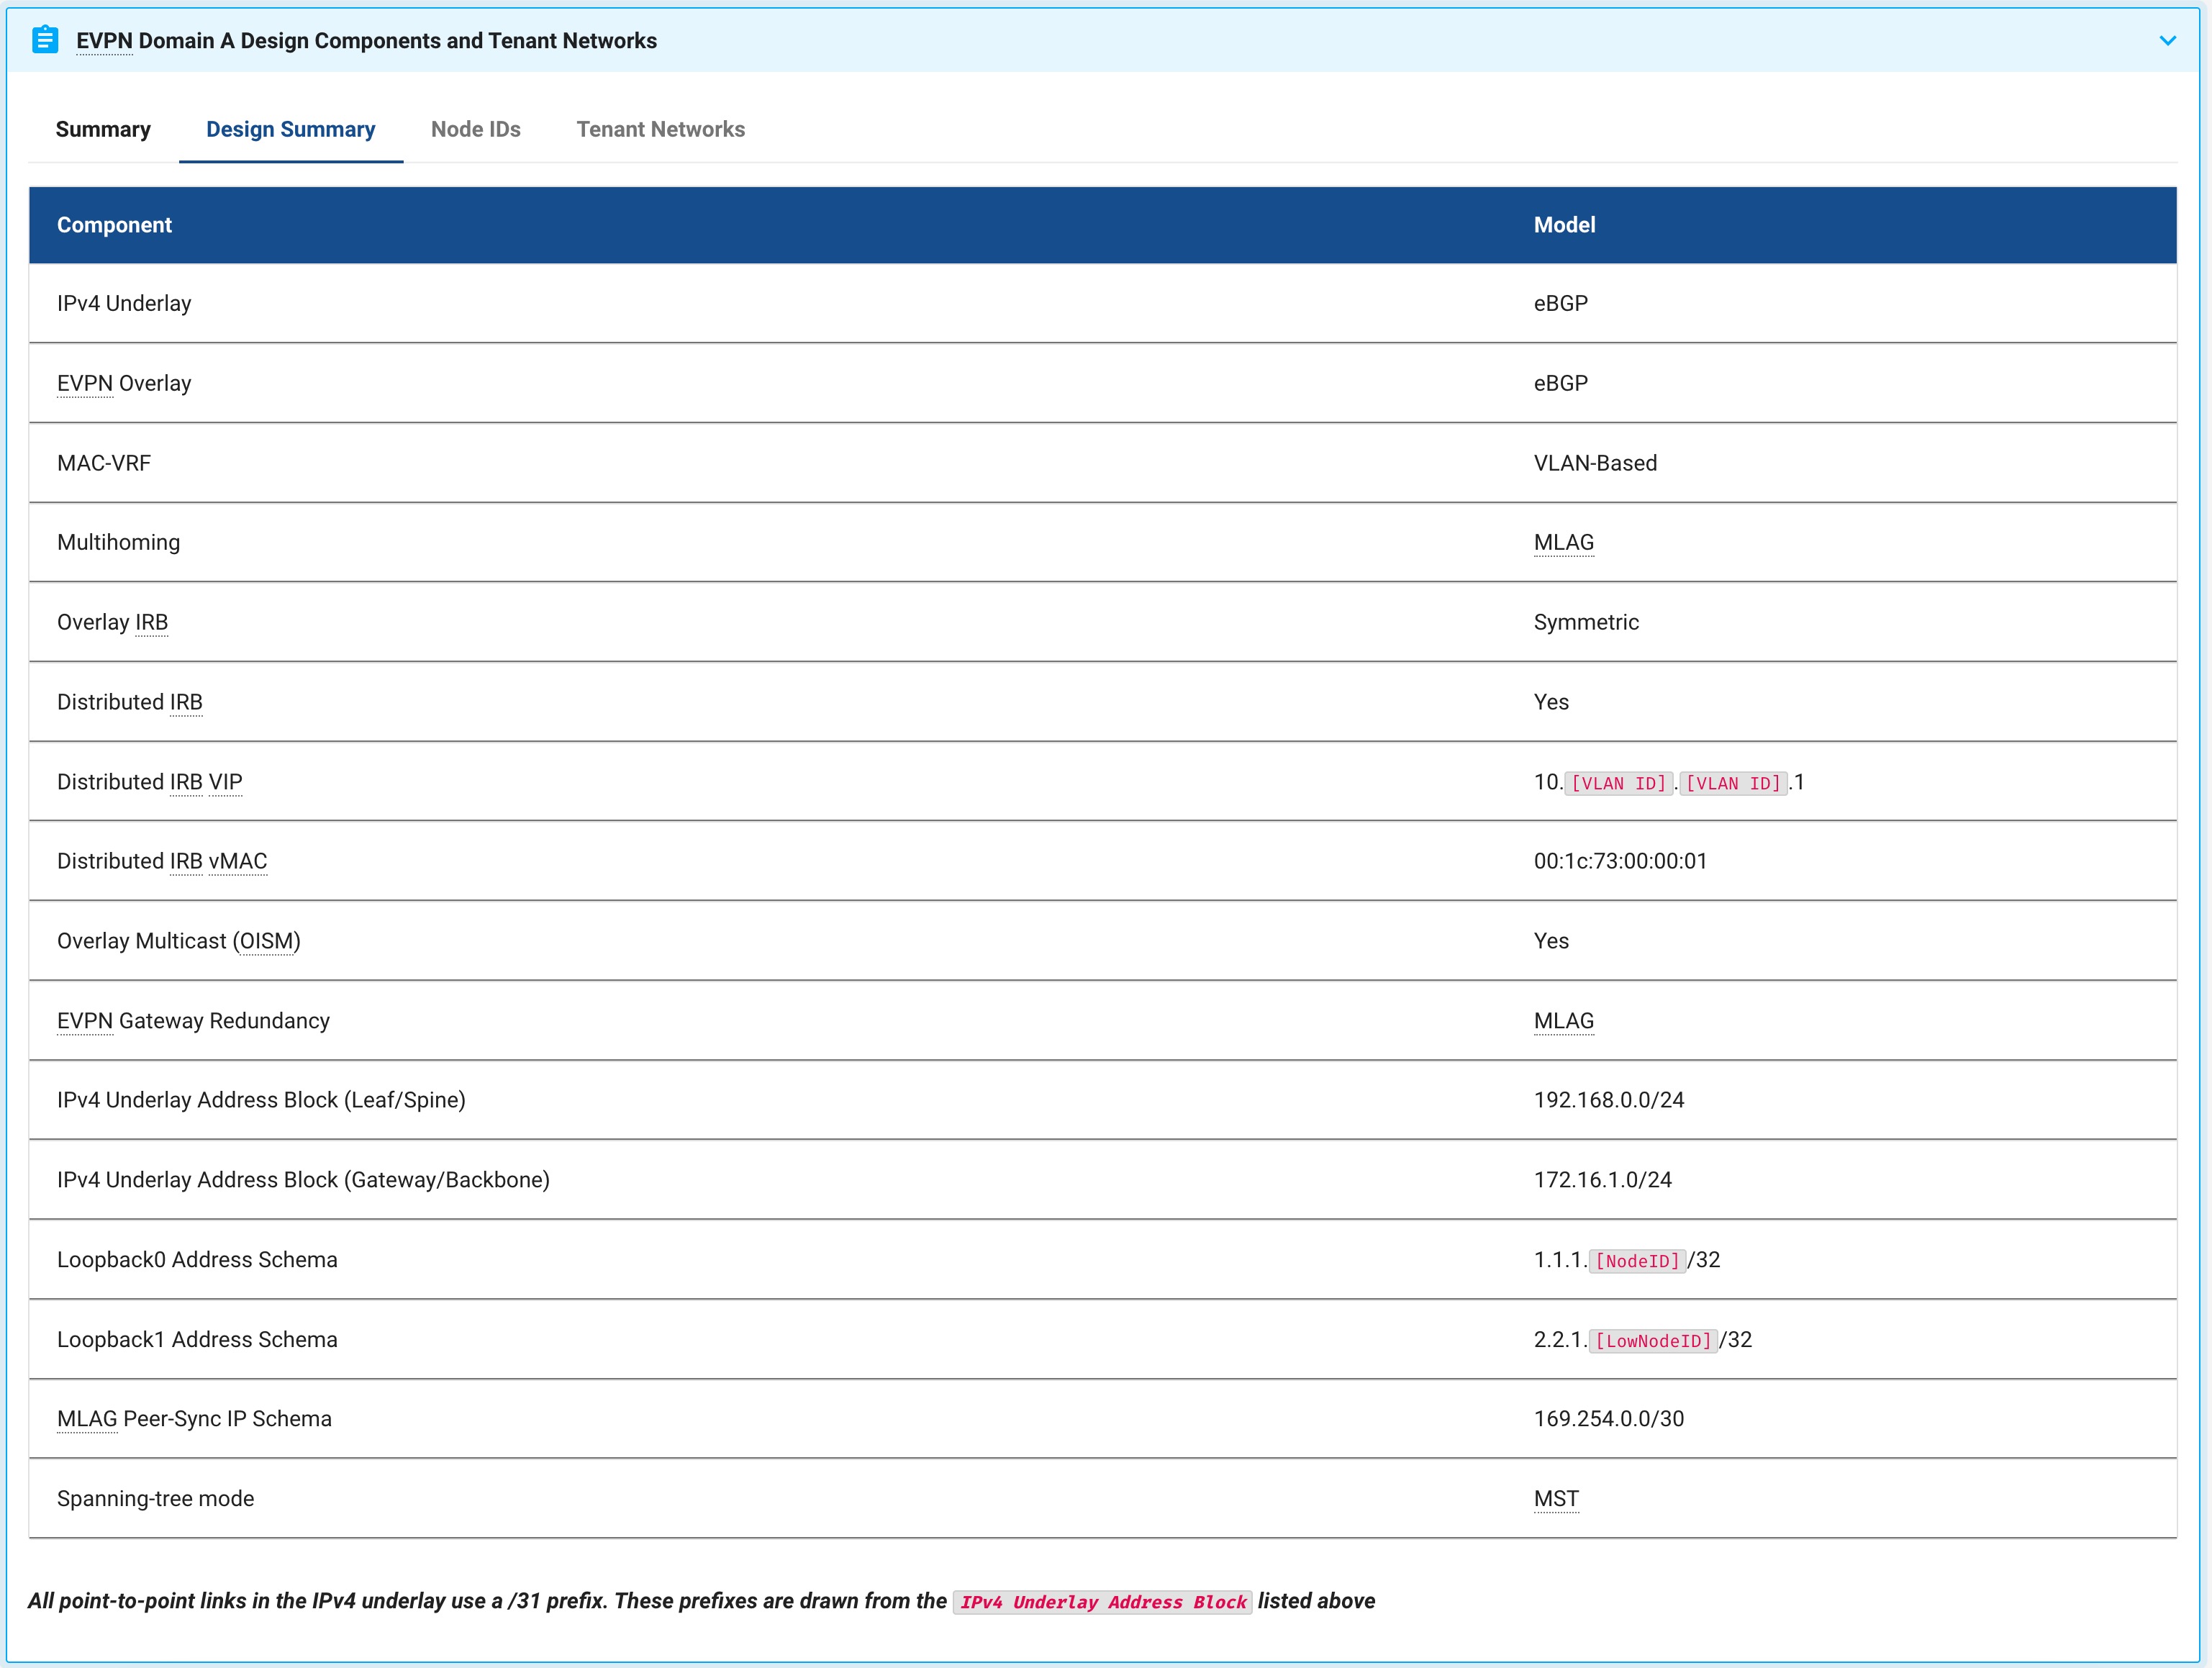 EVPN Domain A Design Components and Tenant Networks
Summary Design Summary Node IDs Tenant Networks
Component Model
IPv4 Underlay eBGP
EVPN Overlay eBGP
MAC-VRF VLAN-Based
Multihoming MLAG
Overlay IRB Symmetric
Distributed IRB Yes
Distributed IRB VIP 10.[VLAN ID].[VLAN ID].1
Distributed IRB vMAC 00:1c:73:00:00:01
Overlay Multicast (OISM) Yes
EVPN Gateway Redundancy MLAG
IPv4 Underlay Address Block (Leaf/Spine) 192.168.0.0/24
IPv4 Underlay Address Block (Gateway/Backbone) 172.16.1.0/24
Loopback0 Address Schema 1.1.1.[NodeID]/32
Loopback1 Address Schema 2.2.1.[LowNodeID]/32
MLAG Peer-Sync IP Schema 169.254.0.0/30
Spanning-tree mode MST
All point-to-point links in the IPv4 underlay use a /31 prefix. These prefixes are drawn from the IPv4 Underlay Address Block listed above